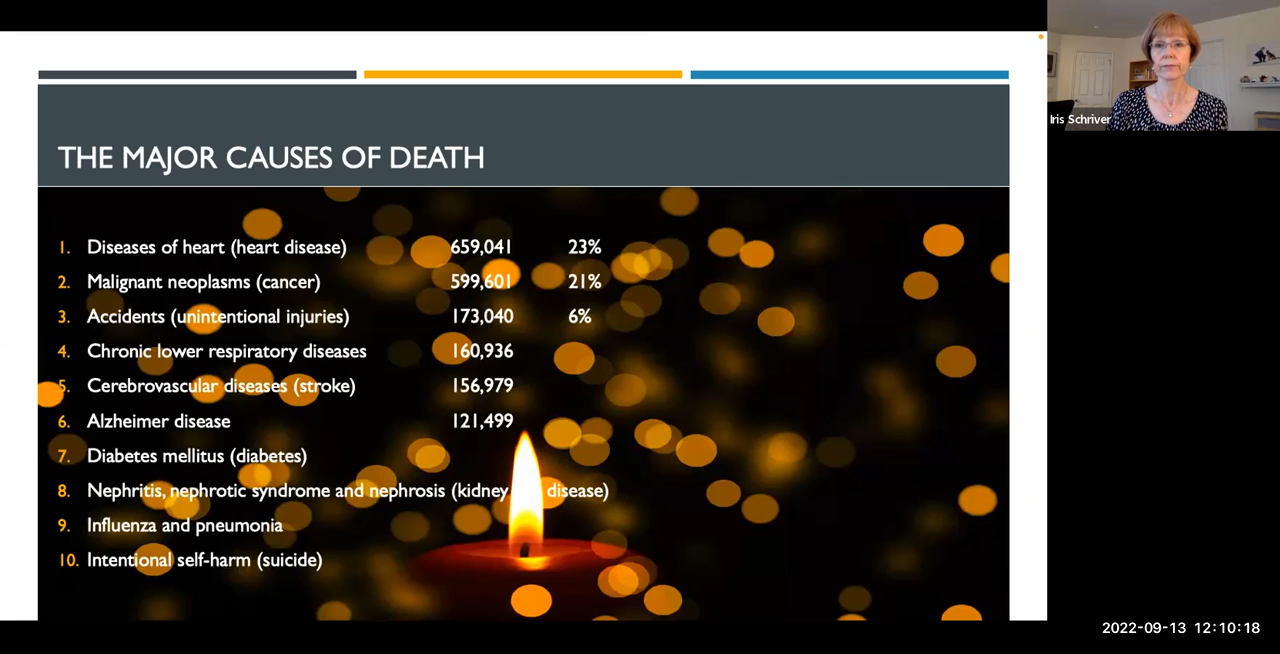 THE MAJOR CAUSES OF DEATH
1. Diseases of heart (heart disease) 659,041 23%
2. Malignant neoplasms (cancer) 599,601 21%
3. Accidents (unintentional injuries) 173,040 6%
4. Chronic lower respiratory diseases 160,936
5. Cerebrovascular diseases (stroke) 156,979
6. Alzheimer disease 121,499
7. Diabetes mellitus (diabetes)
8. Nephritis, nephrotic syndrome and nephrosis (kidney disease)
9. Influenza and pneumonia
10. Intentional self-harm (suicide)
Iris Schriver
2022-09-13 12:10:18